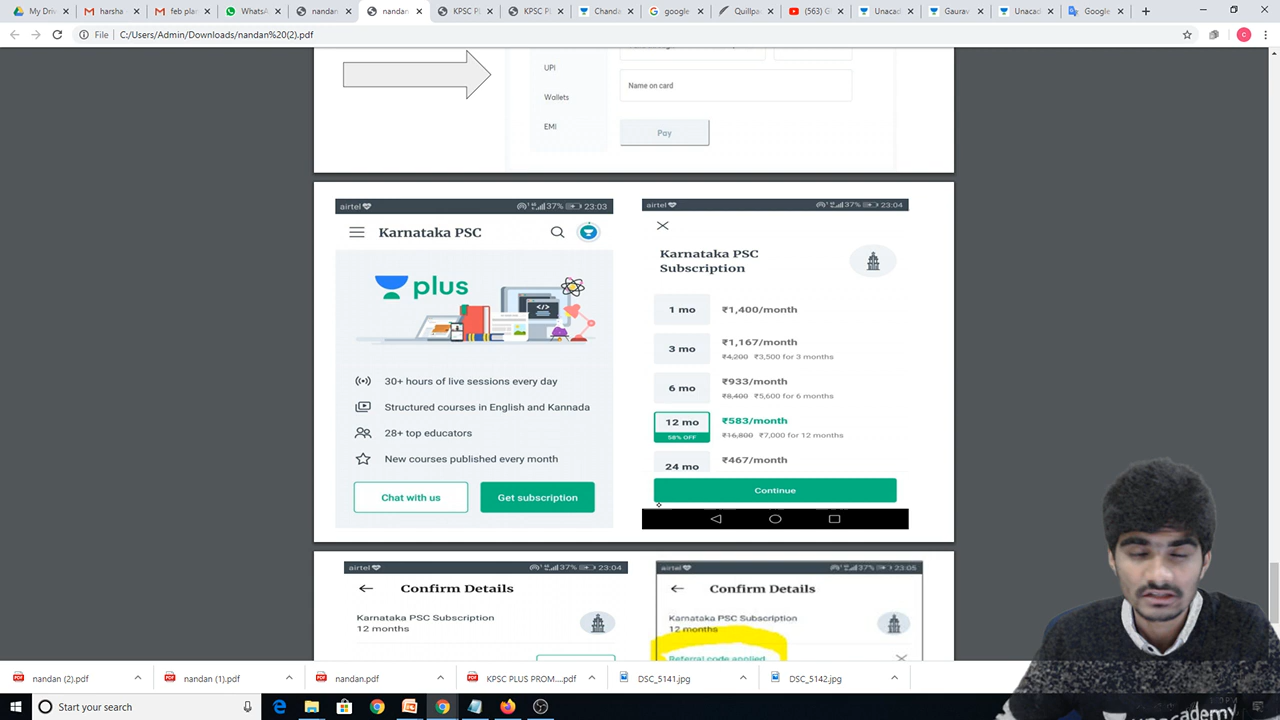 My Driv
harsha
feb pla
WhatsA
nandan
nandan
KPSC PL
KPSC PL
Chanda
google
Quillpac
(563) G
Unacad
Gaurav
Unacad
Google
File
C:/Users/Admin/Downloads/nandan%20(2).pdf
C
UPI
Wallets
EMI
Name on card
Pay
airtel 37% 23:03
Karnataka PSC
plus
30+ hours of live sessions every day
Structured courses in English and Kannada
28+ top educators
New courses published every month
Chat with us
Get subscription
airtel 37% 23:04
Karnataka PSC
Subscription
1 mo ₹1,400/month
3 mo ₹1,167/month
₹4,200 ₹3,500 for 3 months
6 mo ₹933/month
₹8,400 ₹5,600 for 6 months
12 mo ₹583/month
58% OFF ₹16,800 ₹7,000 for 12 months
24 mo ₹467/month
Continue
airtel 37% 23:04
Confirm Details
Karnataka PSC Subscription
12 months
airtel 37% 23:05
Confirm Details
Karnataka PSC Subscription
12 months
Referral code applied
nandan (2).pdf
nandan (1).pdf
nandan.pdf
KPSC PLUS PROM....pdf
DSC_5141.jpg
DSC_5142.jpg
Start your search
unacademy